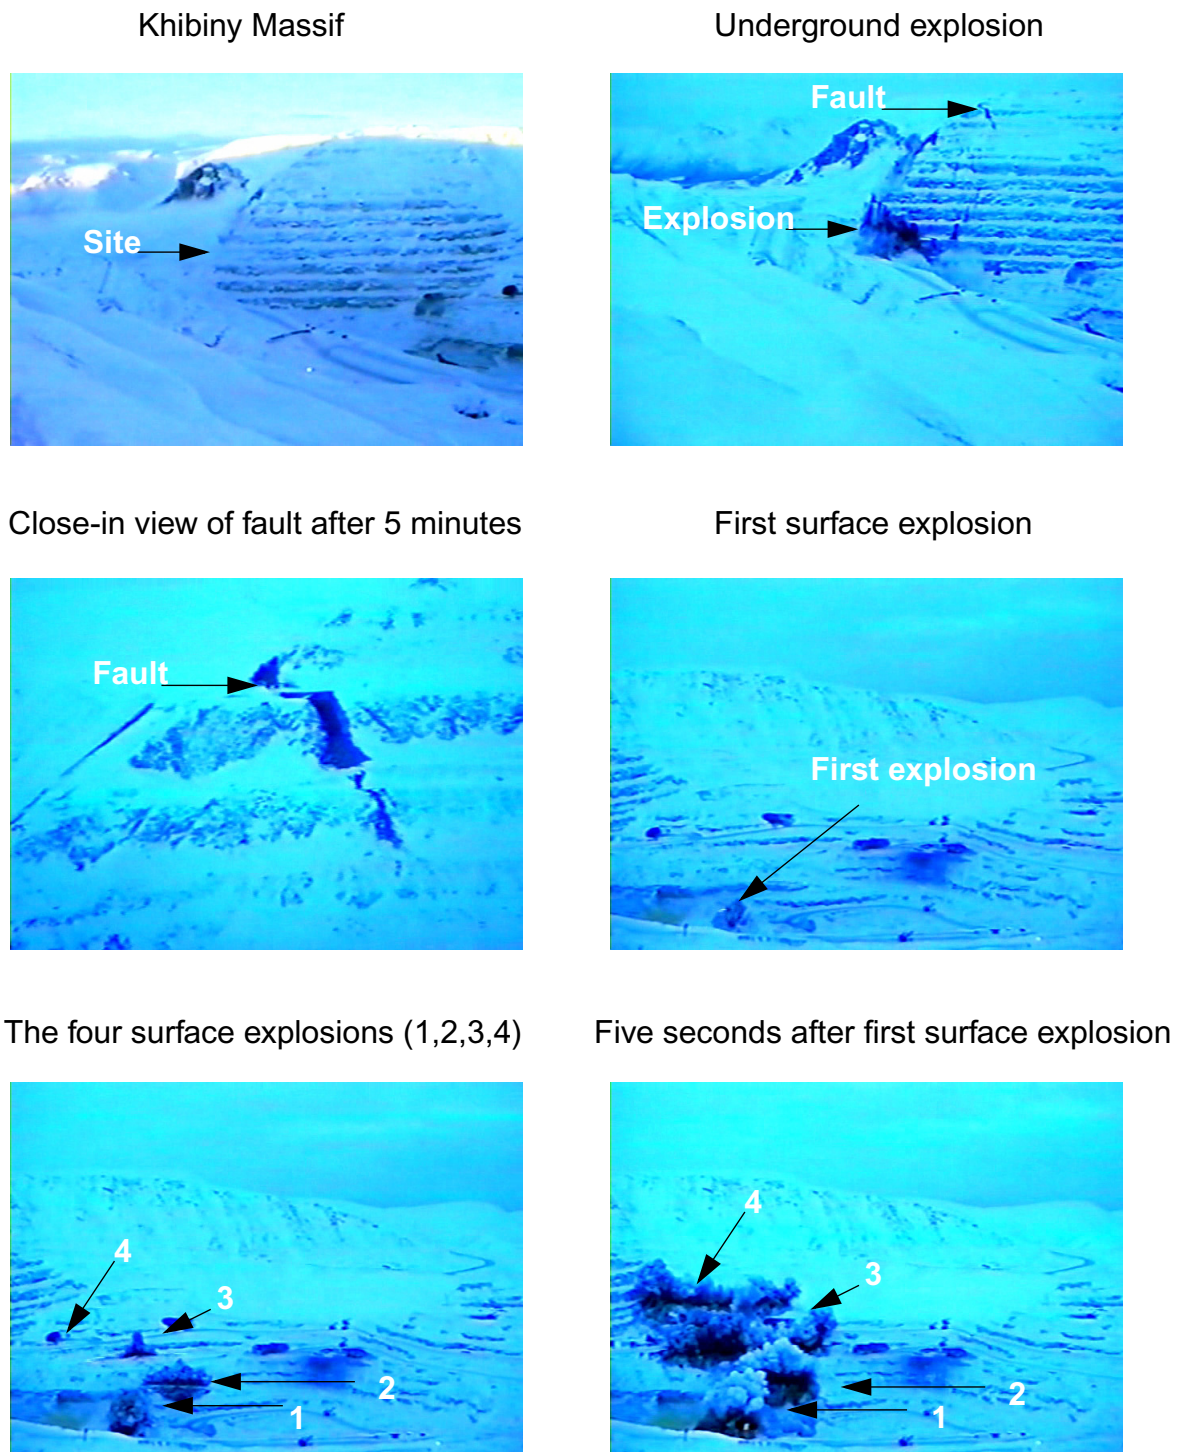 Khibiny Massif
Underground explosion
Site
Fault
Explosion
Close-in view of fault after 5 minutes
First surface explosion
Fault
First explosion
The four surface explosions (1,2,3,4)
Five seconds after first surface explosion
4
3
2
1
4
3
2
1